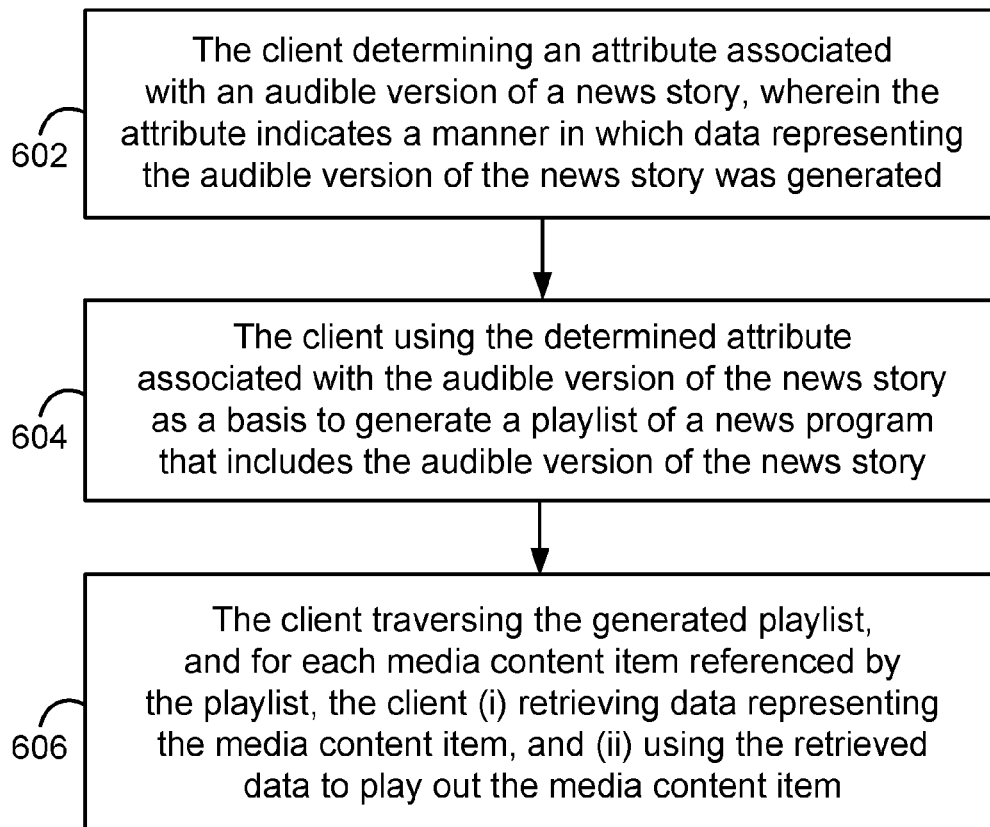 The client determining an attribute associated
with an audible version of a news story, wherein the
attribute indicates a manner in which data representing
the audible version of the news story was generated
602
The client using the determined attribute
associated with the audible version of the news story
as a basis to generate a playlist of a news program
that includes the audible version of the news story
604
The client traversing the generated playlist,
and for each media content item referenced by
the playlist, the client (i) retrieving data representing
the media content item, and (ii) using the retrieved
data to play out the media content item
606